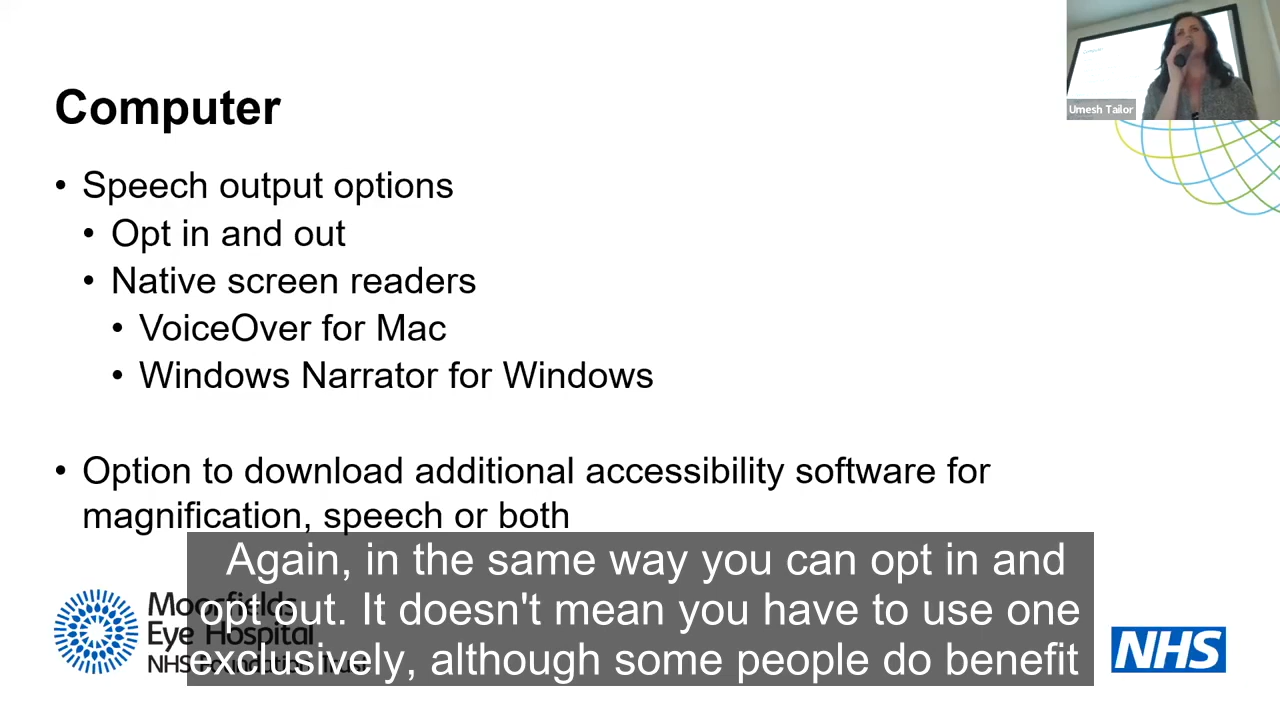 Umesh Tailor
Computer
• Speech output options
• Opt in and out
• Native screen readers
• VoiceOver for Mac
• Windows Narrator for Windows
• Option to download additional accessibility software for
magnification, speech or both
Again, in the same way you can opt in and
opt out. It doesn't mean you have to use one
exclusively, although some people do benefit
Moorfields
Eye Hospital
NHS Foundation Trust
NHS